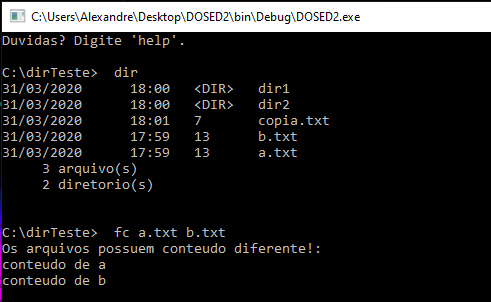 C:\Users\Alexandre\Desktop\DOSED2\bin\Debug\DOSED2.exe
Duvidas? Digite 'help'.
C:\dirTeste>  dir
31/03/2020      18:00   <DIR>   dir1
31/03/2020      18:00   <DIR>   dir2
31/03/2020      18:01   7       copia.txt
31/03/2020      17:59   13      b.txt
31/03/2020      17:59   13      a.txt
     3 arquivo(s)
     2 diretorio(s)
C:\dirTeste>  fc a.txt b.txt
Os arquivos possuem conteudo diferente!:
conteudo de a
conteudo de b